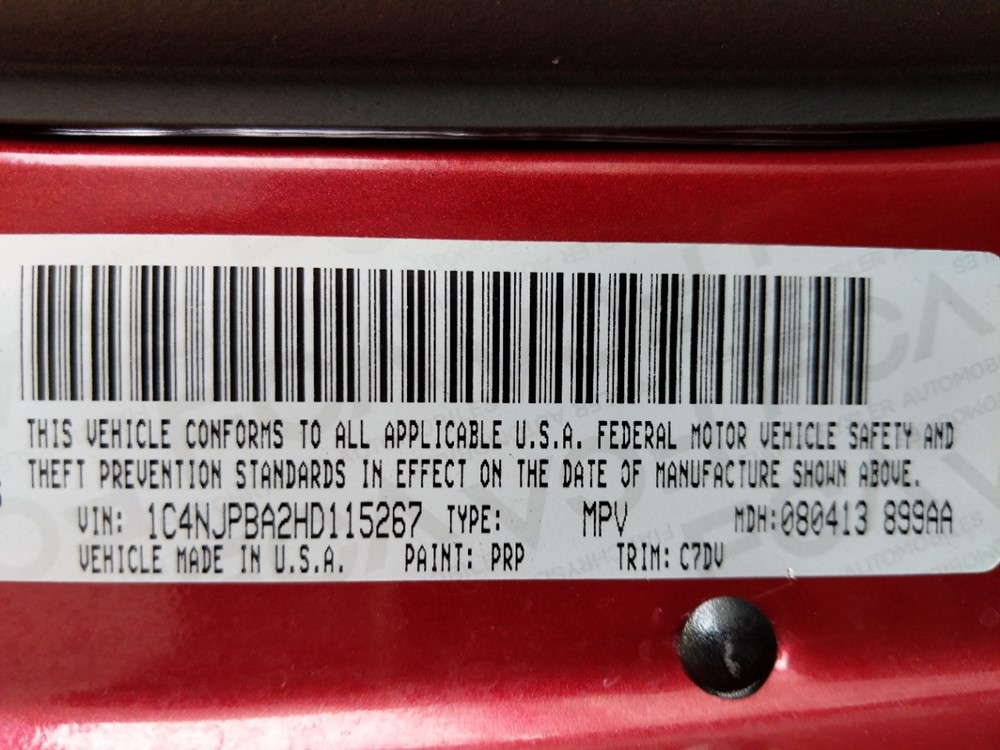 THIS VEHICLE CONFORMS TO ALL APPLICABLE U.S.A. FEDERAL MOTOR VEHICLE SAFETY AND
THEFT PREVENTION STANDARDS IN EFFECT ON THE DATE OF MANUFACTURE SHOWN ABOVE.
VIN: 1C4NJPBA2HD115267 TYPE: MPV MDH:080413 899AA
VEHICLE MADE IN U.S.A. PAINT: PRP TRIM: C7DV